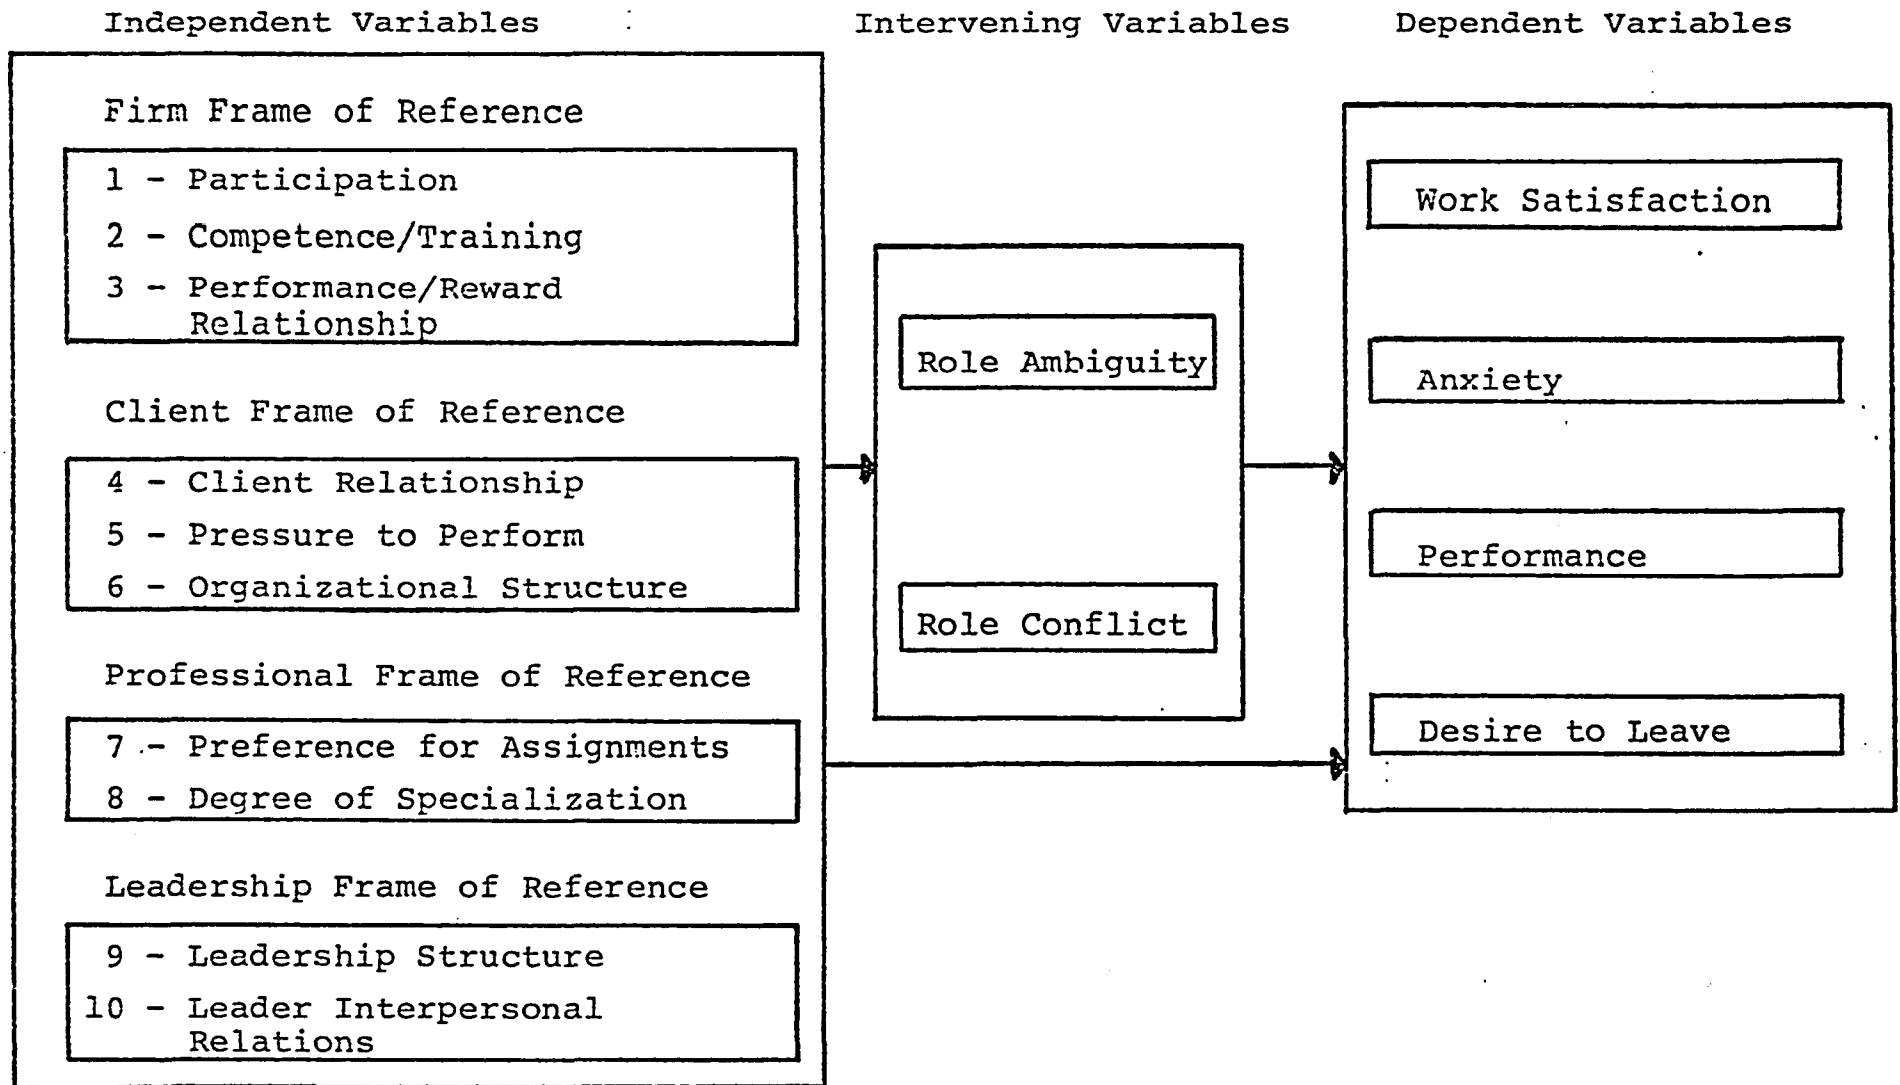 Independent Variables
Intervening Variables
Dependent Variables
Firm Frame of Reference
1 - Participation
2 - Competence/Training
3 - Performance/Reward
Relationship
Client Frame of Reference
4 - Client Relationship
5 - Pressure to Perform
6 - Organizational Structure
Professional Frame of Reference
7 - Preference for Assignments
8 - Degree of Specialization
Leadership Frame of Reference
9 - Leadership Structure
10 - Leader Interpersonal
Relations
Role Ambiguity
Role Conflict
Work Satisfaction
Anxiety
Performance
Desire to Leave